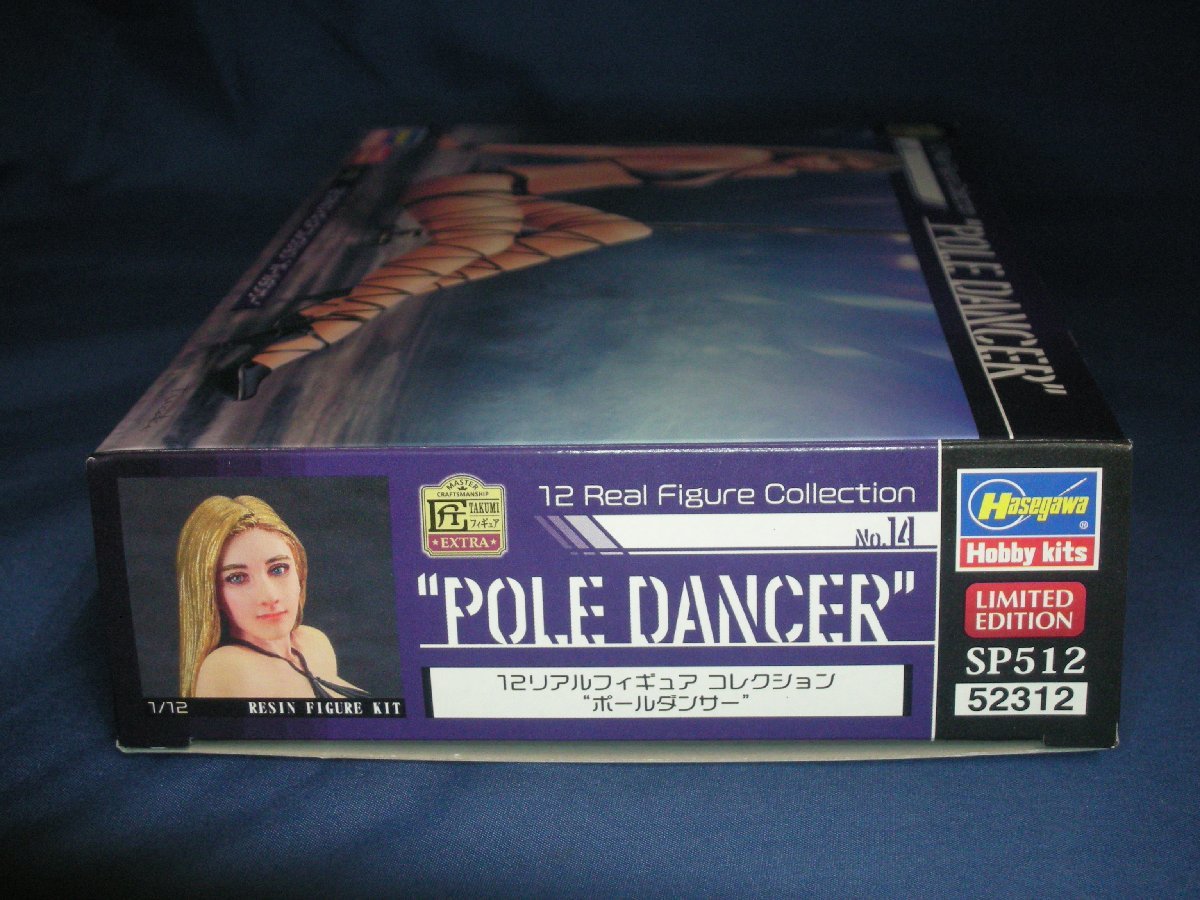 "POLE DANCER"
MASTER
CRAFTSMANSHIP
匠
TAKUMI
フィギュア
★EXTRA★
12 Real Figure Collection
No.14
"POLE DANCER"
12リアルフィギュア コレクション
"ポールダンサー"
1/12
RESIN FIGURE KIT
Hasegawa®
Hobby kits
LIMITED
EDITION
SP512
52312